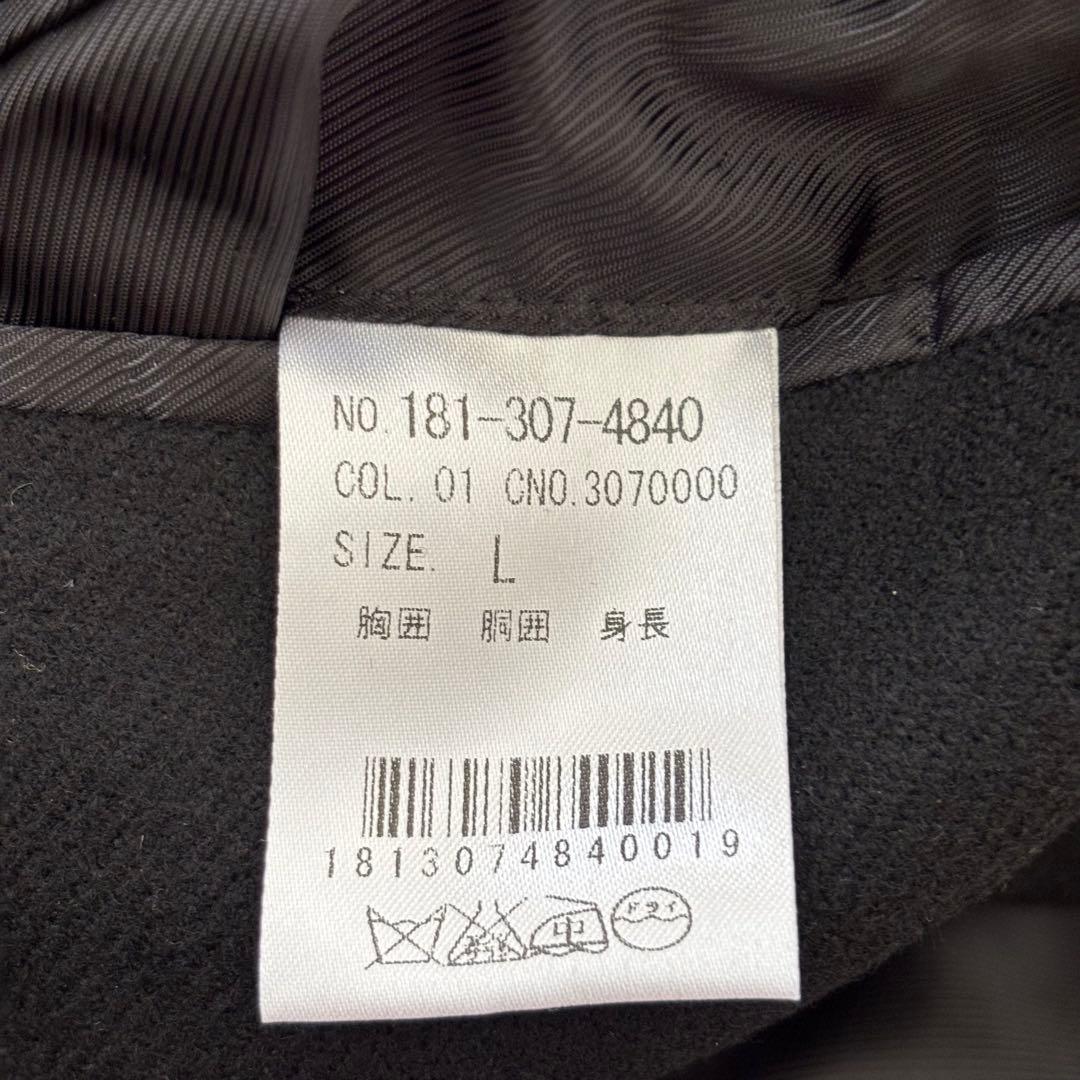 NO. 181-307-4840
COL. 01 CNO.3070000
SIZE. L
胸囲 胴囲 身長
1813074840019
中 ドライ